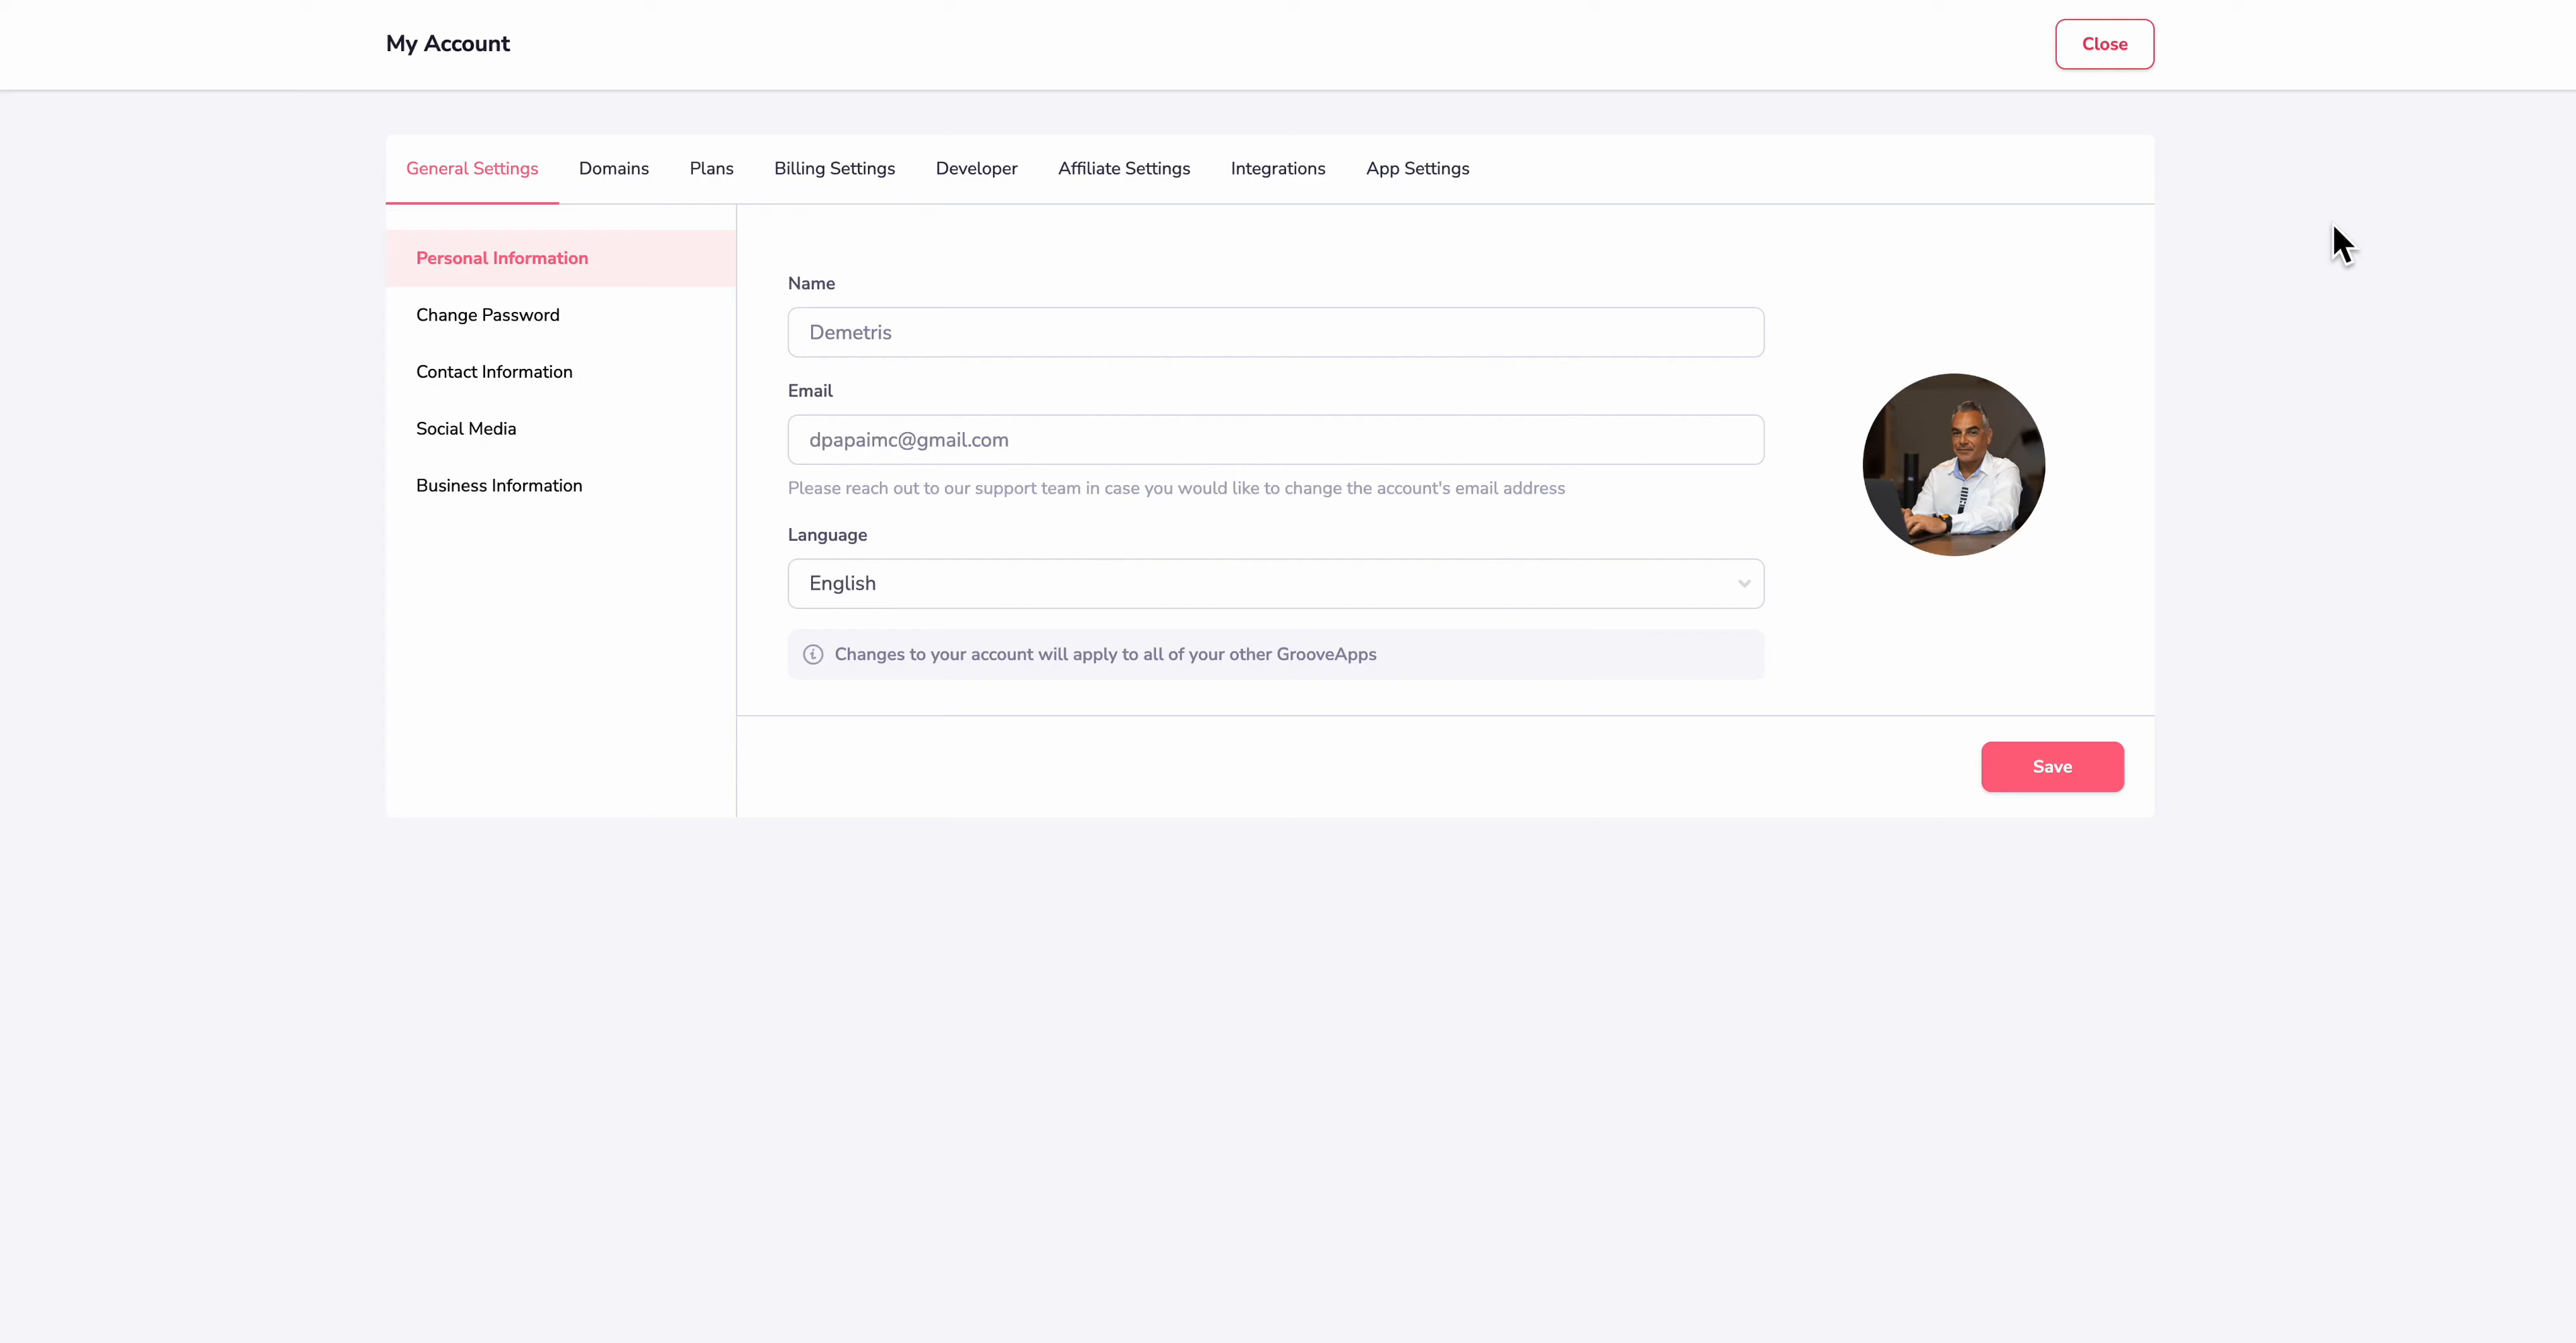 My Account
Close
General Settings Domains Plans Billing Settings Developer Affiliate Settings Integrations App Settings
Personal Information
Change Password
Contact Information
Social Media
Business Information
Name
Demetris
Email
dpapaimc@gmail.com
Please reach out to our support team in case you would like to change the account's email address
Language
English
Changes to your account will apply to all of your other GrooveApps
Save